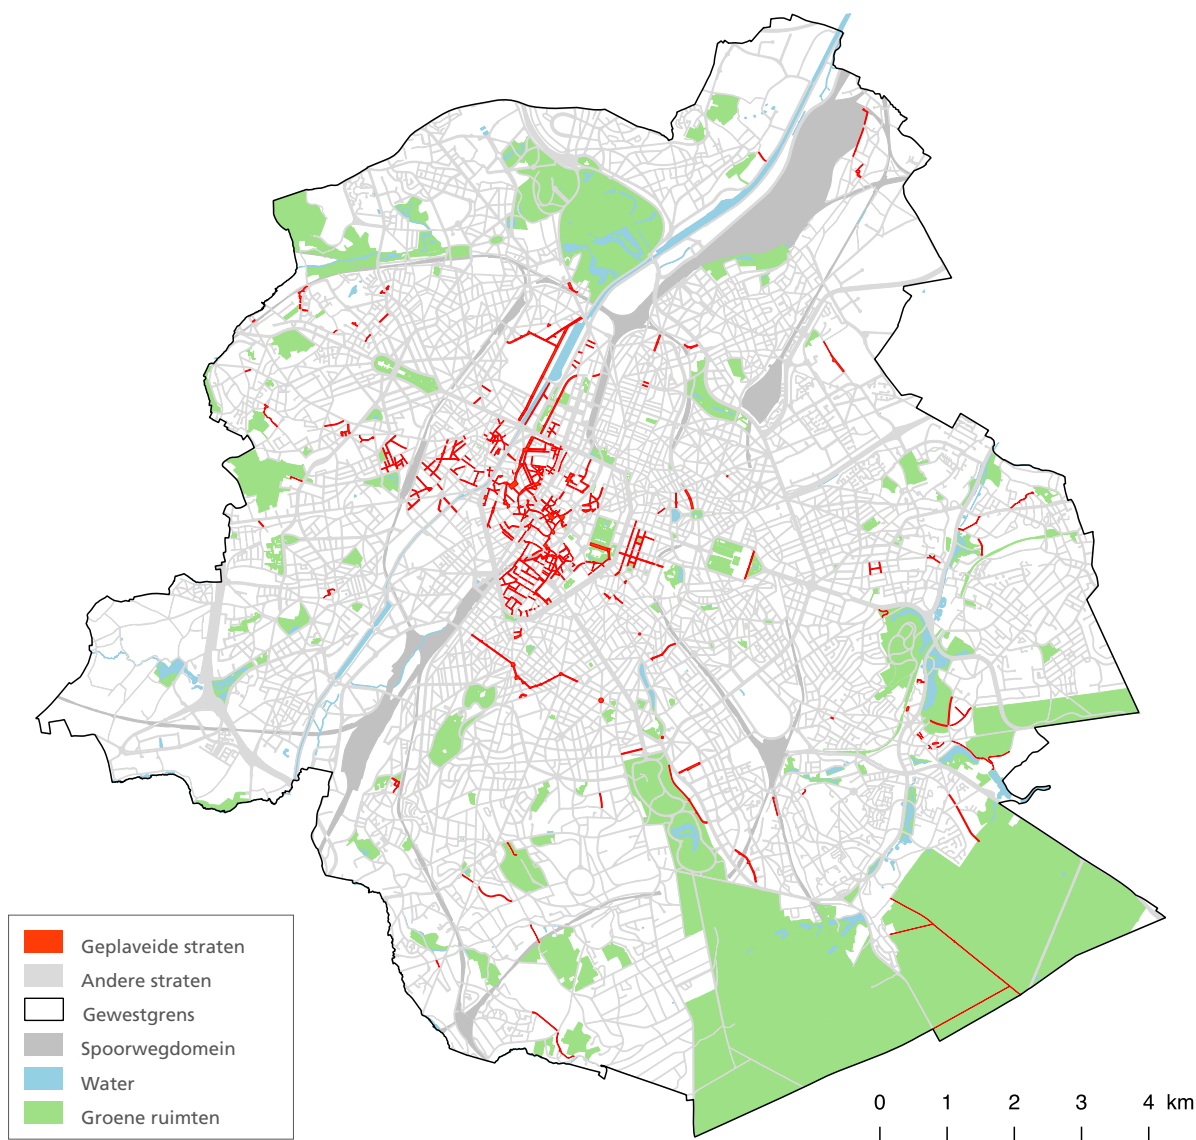 Geplaveide straten
Andere straten
Gewestgrens
Spoorwegdomein
Water
Groene ruimten
0 1 2 3 4 km